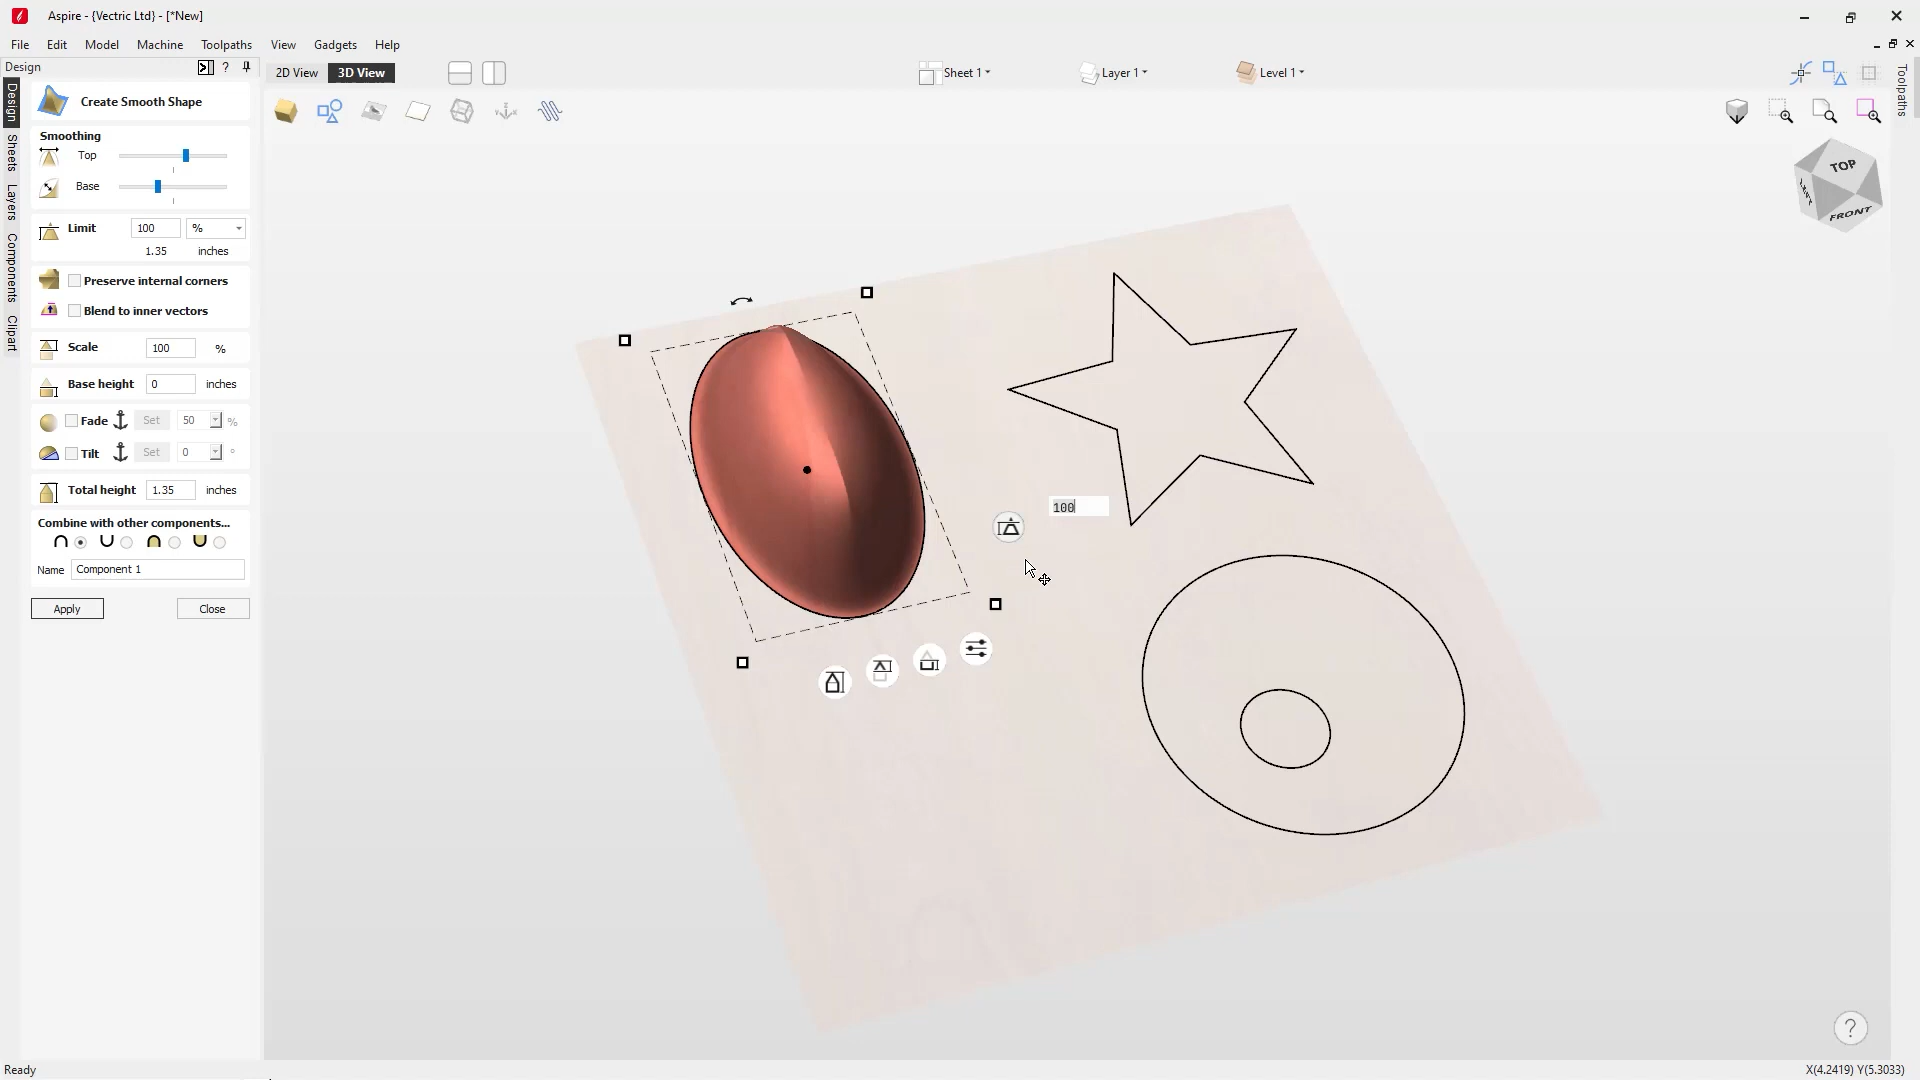 Aspire - {Vectric Ltd} - [*New]
File Edit Model Machine Toolpaths View Gadgets Help
Design
2D View 3D View Sheet 1 Layer 1 Level 1
Design
Sheets
Layers
Components
Clipart
Create Smooth Shape
Smoothing
Top
Base
Limit 100 %
1.35 inches
Preserve internal corners
Blend to inner vectors
Scale 100 %
Base height 0 inches
Fade Set 50 %
Tilt Set 0 °
Total height 1.35 inches
Combine with other components...
Name Component 1
Apply Close
100
TOP
LEFT
FRONT
Toolpaths
?
Ready
X(4.2419) Y(5.3033)